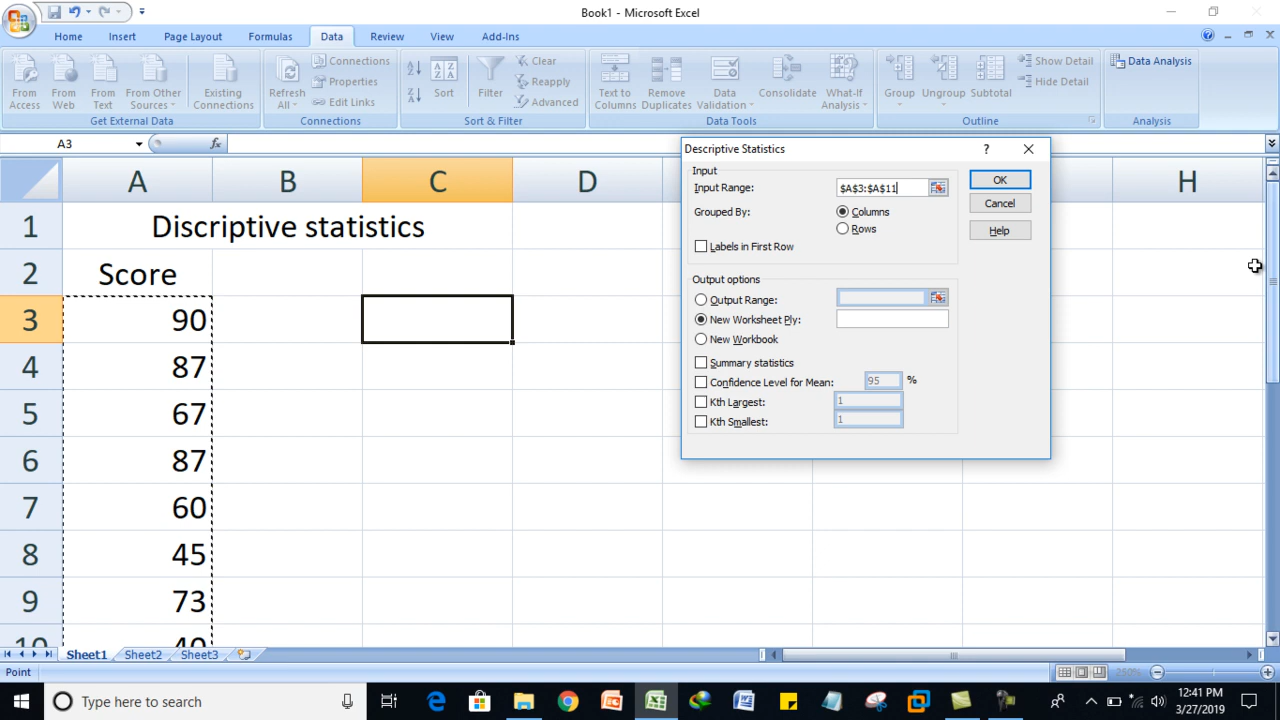 Book1 - Microsoft Excel
Home Insert Page Layout Formulas Data Review View Add-Ins
From Access
From Web
From Text
From Other Sources
Existing Connections
Get External Data
Refresh All
Connections
Properties
Edit Links
Connections
Sort
Filter
Clear
Reapply
Advanced
Sort & Filter
Text to Columns
Remove Duplicates
Data Validation
Consolidate
What-If Analysis
Data Tools
Group
Ungroup
Subtotal
Show Detail
Hide Detail
Outline
Data Analysis
Analysis
A3 fx
A B C D H
1 Discriptive statistics
2 Score
3 90
4 87
5 67
6 87
7 60
8 45
9 73
10 40
Descriptive Statistics ?
Input
Input Range: $A$3:$A$11
Grouped By: Columns
Rows
Labels in First Row
OK
Cancel
Help
Output options
Output Range:
New Worksheet Ply:
New Workbook
Summary statistics
Confidence Level for Mean: 95 %
Kth Largest: 1
Kth Smallest: 1
Sheet1 Sheet2 Sheet3
Point 250%
Type here to search
12:41 PM
3/27/2019